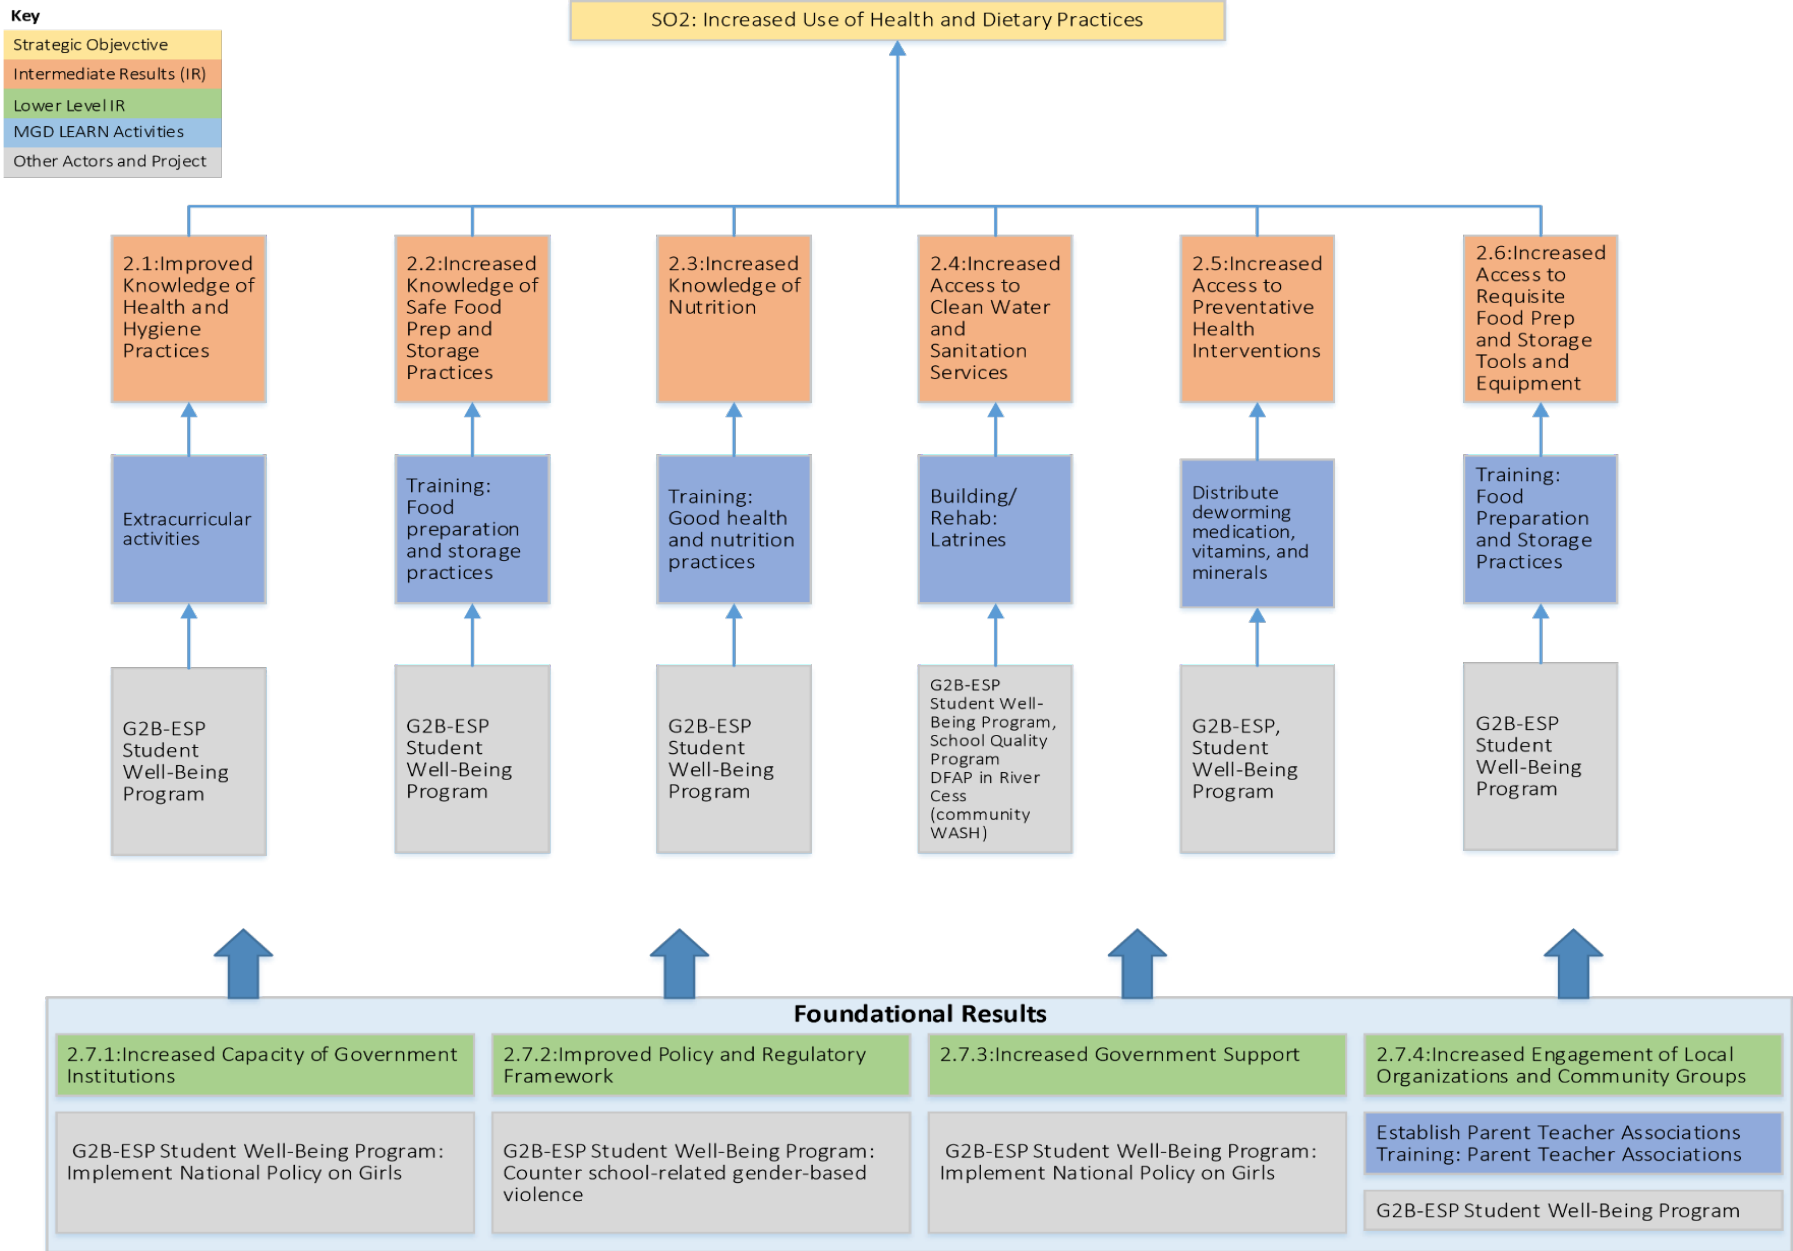 Key
Strategic Objevctive
Intermediate Results (IR)
Lower Level IR
MGD LEARN Activities
Other Actors and Project
SO2: Increased Use of Health and Dietary Practices
2.1:Improved
Knowledge of
Health and
Hygiene
Practices
2.2:Increased
Knowledge of
Safe Food
Prep and
Storage
Practices
2.3:Increased
Knowledge of
Nutrition
2.4:Increased
Access to
Clean Water
and
Sanitation
Services
2.5:Increased
Access to
Preventative
Health
Interventions
2.6:Increased
Access to
Requisite
Food Prep
and Storage
Tools and
Equipment
Extracurricular
activities
Training:
Food
preparation
and storage
practices
Training:
Good health
and nutrition
practices
Building/
Rehab:
Latrines
Distribute
deworming
medication,
vitamins, and
minerals
Training:
Food
Preparation
and Storage
Practices
G2B-ESP
Student
Well-Being
Program
G2B-ESP
Student
Well-Being
Program
G2B-ESP
Student
Well-Being
Program
G2B-ESP
Student Well-
Being Program,
School Quality
Program
DFAP in River
Cess
(community
WASH)
G2B-ESP,
Student
Well-Being
Program
G2B-ESP
Student
Well-Being
Program
Foundational Results
2.7.1:Increased Capacity of Government
Institutions
2.7.2:Improved Policy and Regulatory
Framework
2.7.3:Increased Government Support
2.7.4:Increased Engagement of Local
Organizations and Community Groups
G2B-ESP Student Well-Being Program:
Implement National Policy on Girls
G2B-ESP Student Well-Being Program:
Counter school-related gender-based
violence
G2B-ESP Student Well-Being Program:
Implement National Policy on Girls
Establish Parent Teacher Associations
Training: Parent Teacher Associations
G2B-ESP Student Well-Being Program